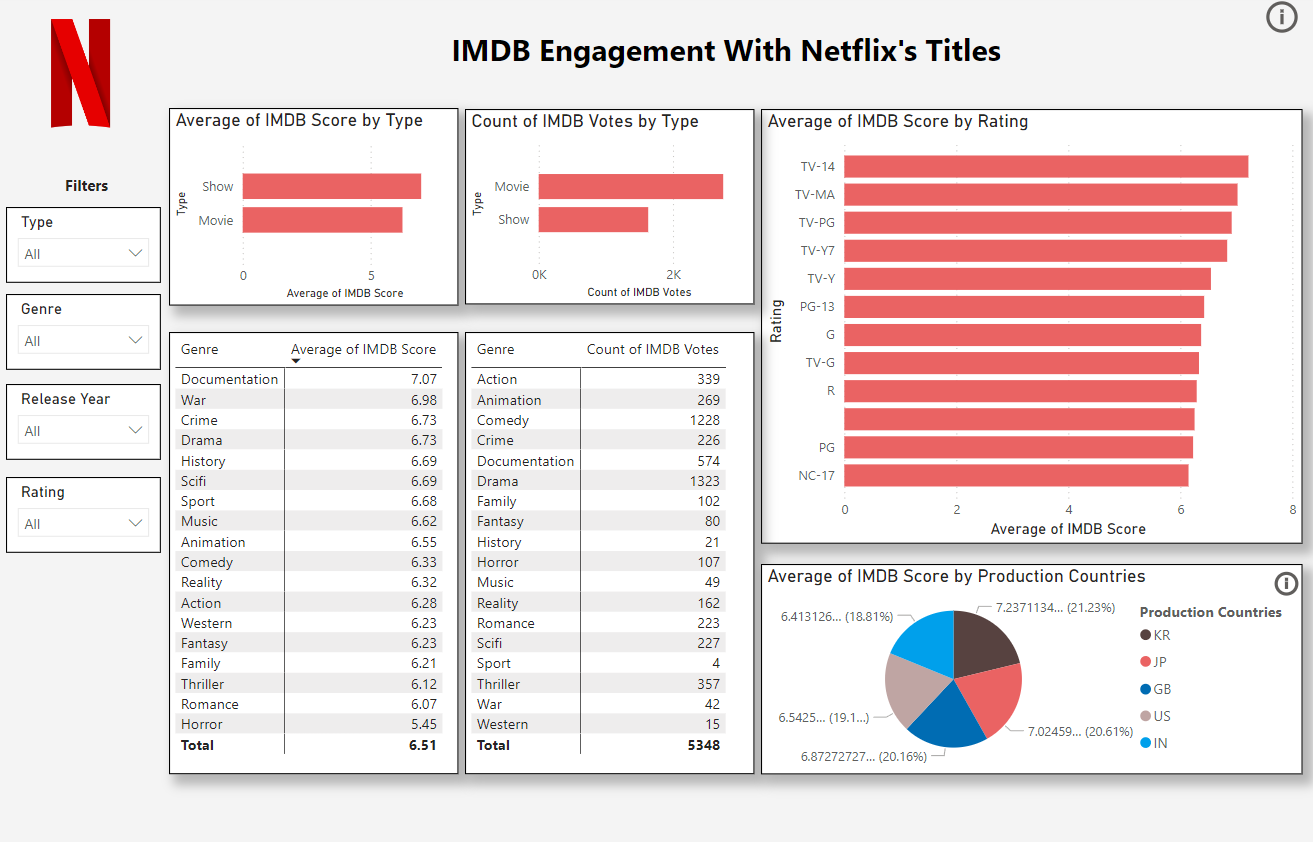 IMDB Engagement With Netflix's Titles
Filters
Type
All
Genre
All
Release Year
All
Rating
All
Average of IMDB Score by Type
Type
Show
Movie
0 5
Average of IMDB Score
Count of IMDB Votes by Type
Type
Movie
Show
0K 2K
Count of IMDB Votes
Average of IMDB Score by Rating
Rating
TV-14
TV-MA
TV-PG
TV-Y7
TV-Y
PG-13
G
TV-G
R
PG
NC-17
0 2 4 6 8
Average of IMDB Score
Genre Average of IMDB Score
Documentation 7.07
War 6.98
Crime 6.73
Drama 6.73
History 6.69
Scifi 6.69
Sport 6.68
Music 6.62
Animation 6.55
Comedy 6.33
Reality 6.32
Action 6.28
Western 6.23
Fantasy 6.23
Family 6.21
Thriller 6.12
Romance 6.07
Horror 5.45
Total 6.51
Genre Count of IMDB Votes
Action 339
Animation 269
Comedy 1228
Crime 226
Documentation 574
Drama 1323
Family 102
Fantasy 80
History 21
Horror 107
Music 49
Reality 162
Romance 223
Scifi 227
Sport 4
Thriller 357
War 42
Western 15
Total 5348
Average of IMDB Score by Production Countries
7.2371134... (21.23%)
7.02459... (20.61%)
6.87272727... (20.16%)
6.5425... (19.1...)
6.413126... (18.81%)
Production Countries
KR
JP
GB
US
IN